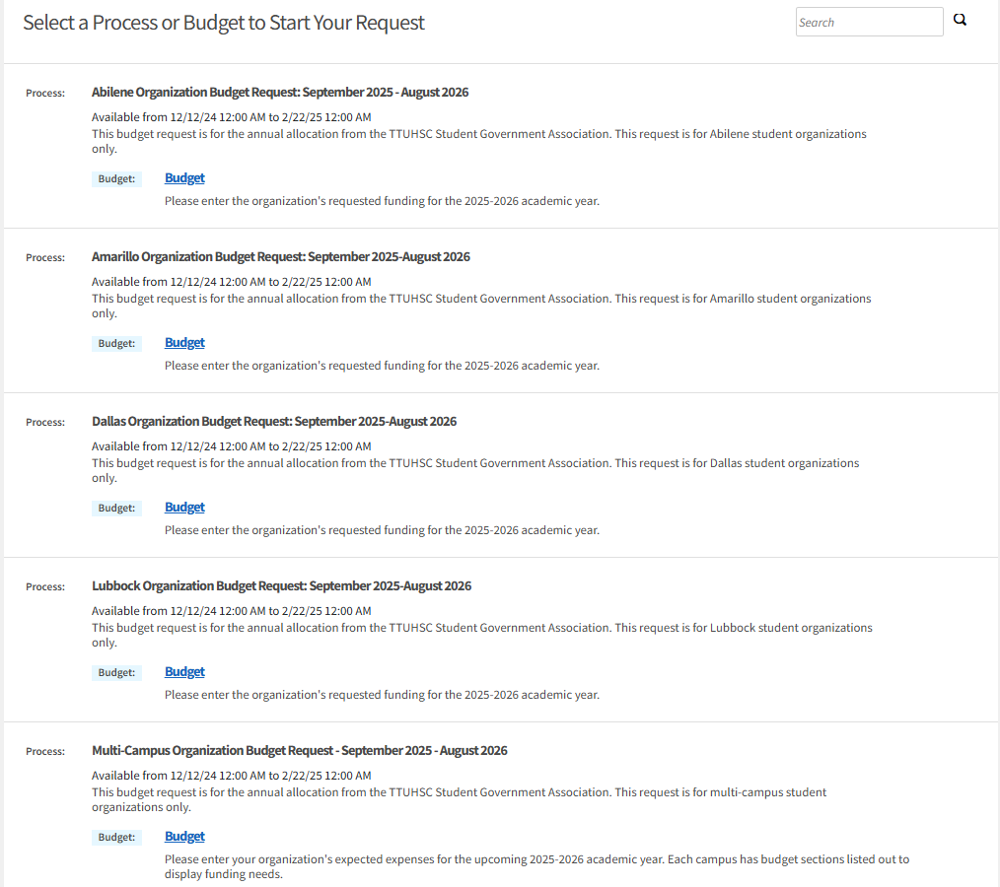 Select a Process or Budget to Start Your Request
Search
Process:
Abilene Organization Budget Request: September 2025 - August 2026
Available from 12/12/24 12:00 AM to 2/22/25 12:00 AM
This budget request is for the annual allocation from the TTUHSC Student Government Association. This request is for Abilene student organizations
only.
Budget:
Budget
Please enter the organization's requested funding for the 2025-2026 academic year.
Process:
Amarillo Organization Budget Request: September 2025-August 2026
Available from 12/12/24 12:00 AM to 2/22/25 12:00 AM
This budget request is for the annual allocation from the TTUHSC Student Government Association. This request is for Amarillo student organizations
only.
Budget:
Budget
Please enter the organization's requested funding for the 2025-2026 academic year.
Process:
Dallas Organization Budget Request: September 2025-August 2026
Available from 12/12/24 12:00 AM to 2/22/25 12:00 AM
This budget request is for the annual allocation from the TTUHSC Student Government Association. This request is for Dallas student organizations
only.
Budget:
Budget
Please enter the organization's requested funding for the 2025-2026 academic year.
Process:
Lubbock Organization Budget Request: September 2025-August 2026
Available from 12/12/24 12:00 AM to 2/22/25 12:00 AM
This budget request is for the annual allocation from the TTUHSC Student Government Association. This request is for Lubbock student organizations
only.
Budget:
Budget
Please enter the organization's requested funding for the 2025-2026 academic year.
Process:
Multi-Campus Organization Budget Request - September 2025 - August 2026
Available from 12/12/24 12:00 AM to 2/22/25 12:00 AM
This budget request is for the annual allocation from the TTUHSC Student Government Association. This request is for multi-campus student
organizations only.
Budget:
Budget
Please enter your organization's expected expenses for the upcoming 2025-2026 academic year. Each campus has budget sections listed out to
display funding needs.